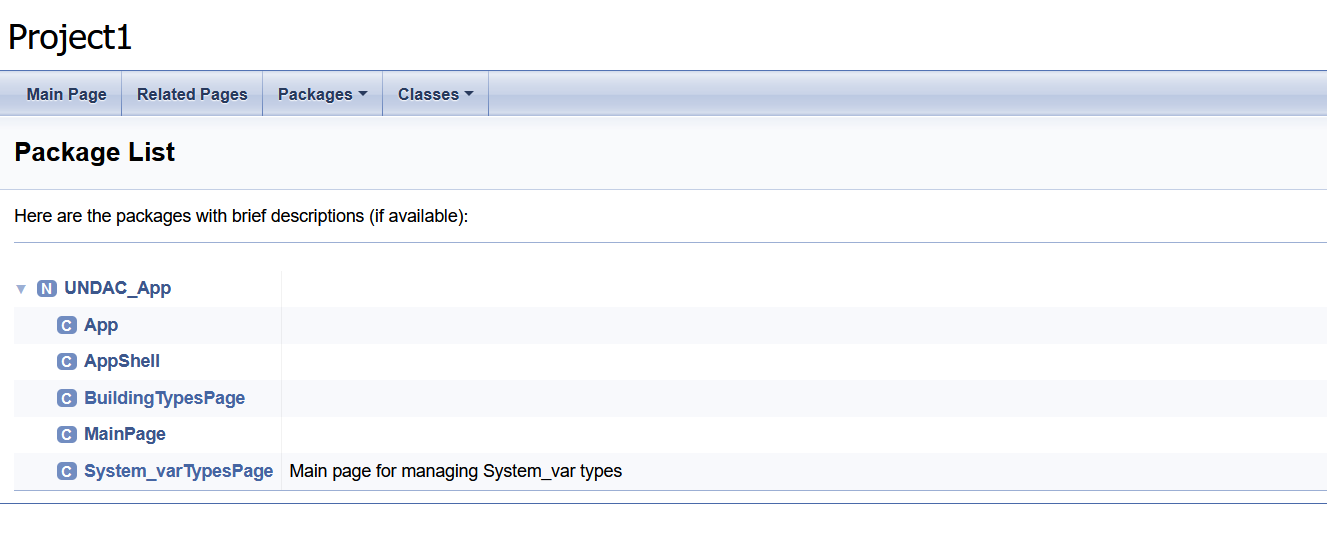 Project1
Main Page Related Pages Packages Classes
Package List
Here are the packages with brief descriptions (if available):
N UNDAC_App
C App
C AppShell
C BuildingTypesPage
C MainPage
C System_varTypesPage Main page for managing System_var types